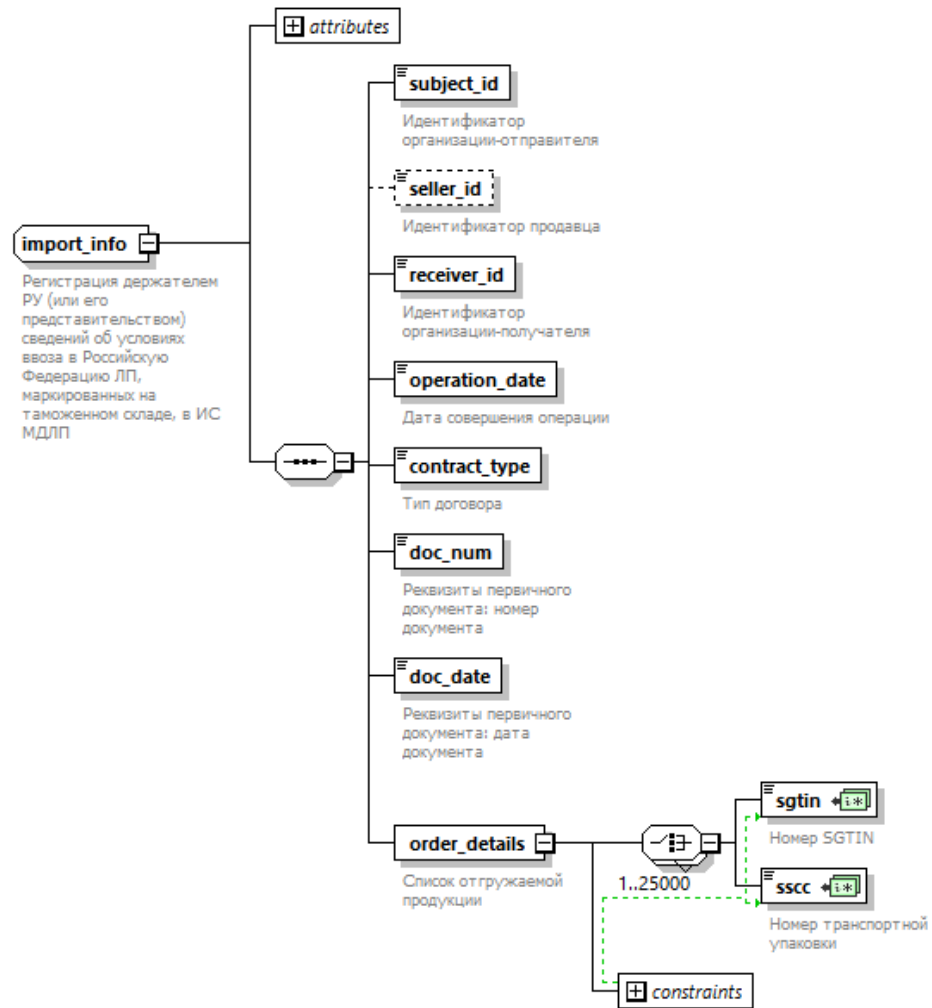 attributes
subject_id
Идентификатор
организации-отправителя
seller_id
Идентификатор продавца
import_info
Регистрация держателем
РУ (или его
представительством)
сведений об условиях
ввоза в Российскую
Федерацию ЛП,
маркированных на
таможенном складе, в ИС
МДЛП
receiver_id
Идентификатор
организации-получателя
operation_date
Дата совершения операции
contract_type
Тип договора
doc_num
Реквизиты первичного
документа: номер
документа
doc_date
Реквизиты первичного
документа: дата
документа
order_details
Список отгружаемой
продукции
1..25000
sgtin
Номер SGTIN
sscc
Номер транспортной
упаковки
constraints